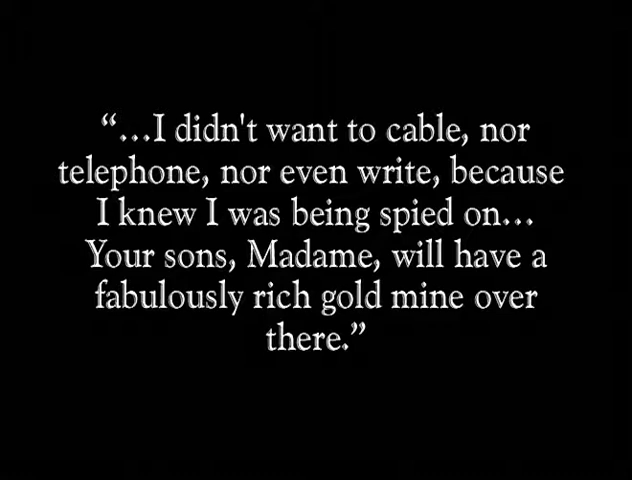 “…I didn't want to cable, nor
telephone, nor even write, because
I knew I was being spied on…
Your sons, Madame, will have a
fabulously rich gold mine over
there.”